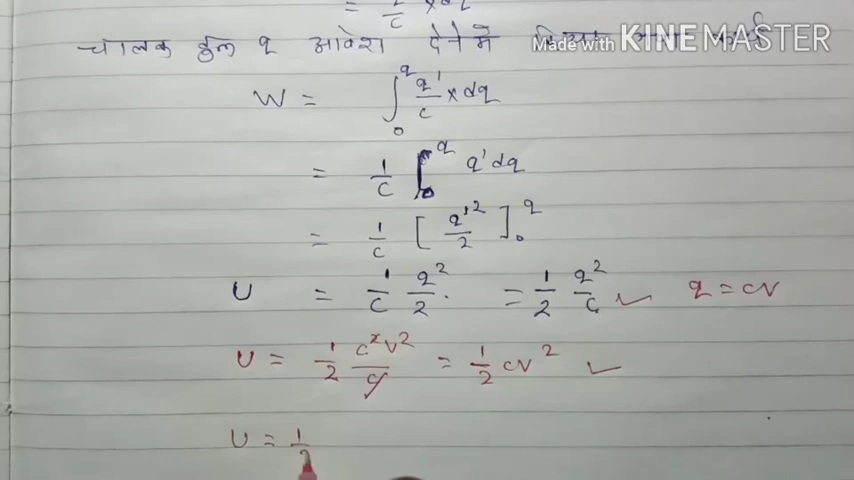 चालक कुल q आवेश देने में
Made with KINEMASTER
W = ∫₀^q q'/c × dq
= 1/C ∫₀^q q' dq
= 1/C [ q'²/2 ]₀^q
U = 1/C q²/2 . = 1/2 q²/C ✓ q = CV
U = 1/2 C²V²/C = 1/2 CV² ✓
U = 1/2